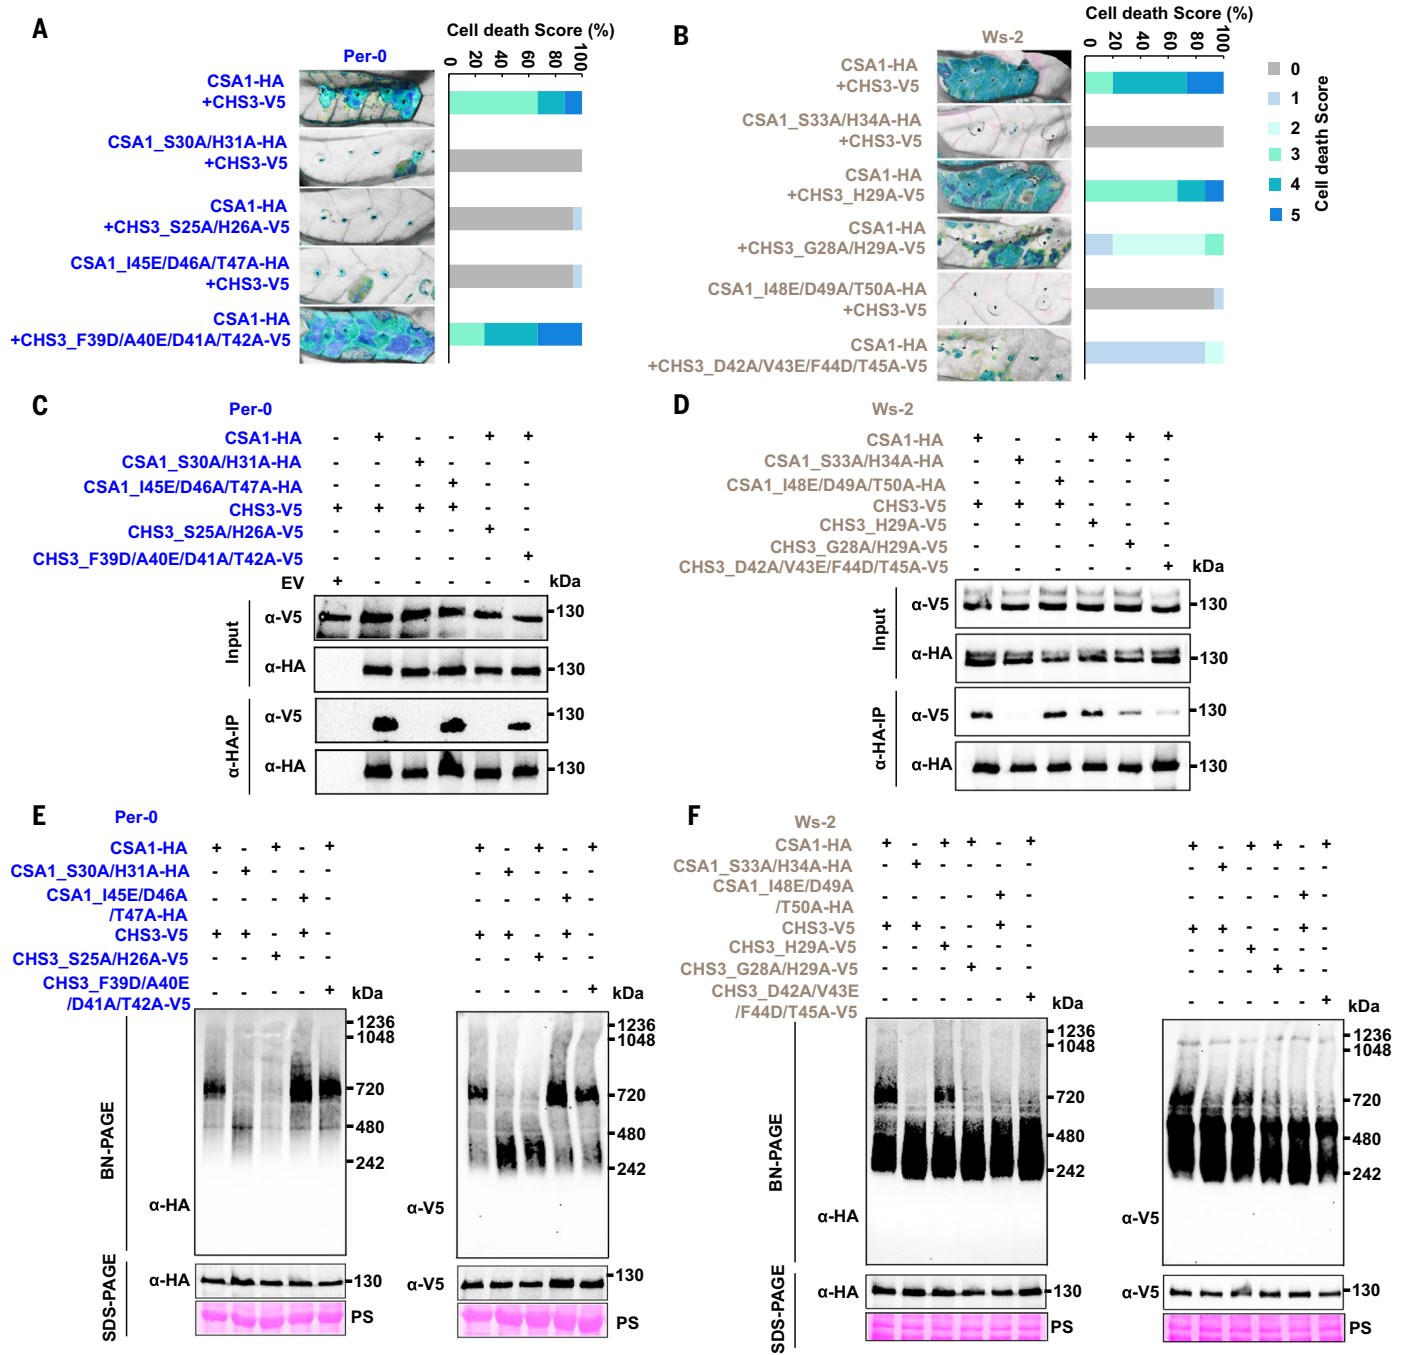 A
Per-0
Cell death Score (%)
0 20 40 60 80 100
CSA1-HA
+CHS3-V5
CSA1_S30A/H31A-HA
+CHS3-V5
CSA1-HA
+CHS3_S25A/H26A-V5
CSA1_I45E/D46A/T47A-HA
+CHS3-V5
CSA1-HA
+CHS3_F39D/A40E/D41A/T42A-V5
B
Ws-2
Cell death Score (%)
0 20 40 60 80 100
CSA1-HA
+CHS3-V5
CSA1_S33A/H34A-HA
+CHS3-V5
CSA1-HA
+CHS3_H29A-V5
CSA1-HA
+CHS3_G28A/H29A-V5
CSA1_I48E/D49A/T50A-HA
+CHS3-V5
CSA1-HA
+CHS3_D42A/V43E/F44D/T45A-V5
0
1
2
3
4
5
Cell death Score
C
Per-0
CSA1-HA - + - - + +
CSA1_S30A/H31A-HA - - + - - -
CSA1_I45E/D46A/T47A-HA - - - + - -
CHS3-V5 + + + + - -
CHS3_S25A/H26A-V5 - - - - + -
CHS3_F39D/A40E/D41A/T42A-V5 - - - - - +
EV + - - - - - kDa
Input
α-V5 130
α-HA 130
α-HA-IP
α-V5 130
α-HA 130
D
Ws-2
CSA1-HA + - - + + +
CSA1_S33A/H34A-HA - + - - - -
CSA1_I48E/D49A/T50A-HA - - + - - -
CHS3-V5 + + + - - -
CHS3_H29A-V5 - - - + - -
CHS3_G28A/H29A-V5 - - - - + -
CHS3_D42A/V43E/F44D/T45A-V5 - - - - - + kDa
Input
α-V5 130
α-HA 130
α-HA-IP
α-V5 130
α-HA 130
E
Per-0
CSA1-HA + - + - + + - + - +
CSA1_S30A/H31A-HA - + - - - - + - - -
CSA1_I45E/D46A
/T47A-HA - - - + - - - - + -
CHS3-V5 + + - + - + + - + -
CHS3_S25A/H26A-V5 - - + - - - - + - -
CHS3_F39D/A40E
/D41A/T42A-V5 - - - - + kDa - - - - + kDa
BN-PAGE
1236
1048
720
480
242
α-HA
1236
1048
720
480
242
α-V5
SDS-PAGE
α-HA 130
PS
α-V5 130
PS
F
Ws-2
CSA1-HA + - + + - + + - + + - +
CSA1_S33A/H34A-HA - + - - - - - + - - - -
CSA1_I48E/D49A
/T50A-HA - - - - + - - - - - + -
CHS3-V5 + + - - + - + + - - + -
CHS3_H29A-V5 - - + - - - - - + - - -
CHS3_G28A/H29A-V5 - - - + - - - - - + - -
CHS3_D42A/V43E
/F44D/T45A-V5 - - - - - + kDa - - - - - + kDa
BN-PAGE
1236
1048
720
480
242
α-HA
1236
1048
720
480
242
α-V5
SDS-PAGE
α-HA 130
PS
α-V5 130
PS